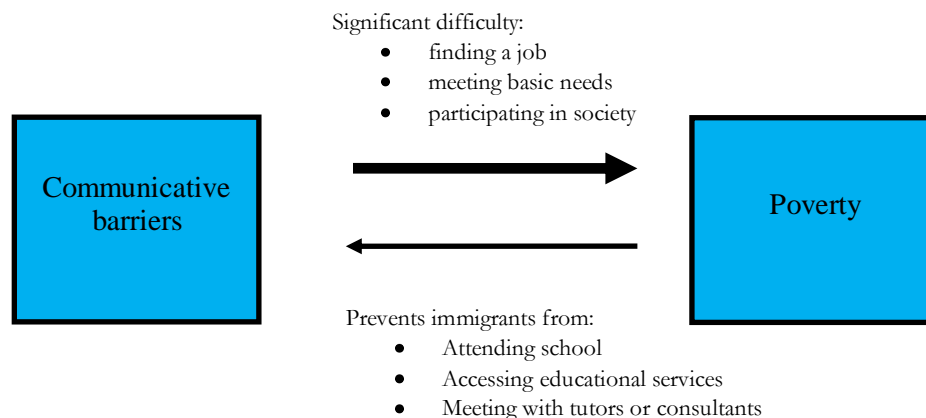 Significant difficulty:
• finding a job
• meeting basic needs
• participating in society
Communicative
barriers
Poverty
Prevents immigrants from:
• Attending school
• Accessing educational services
• Meeting with tutors or consultants